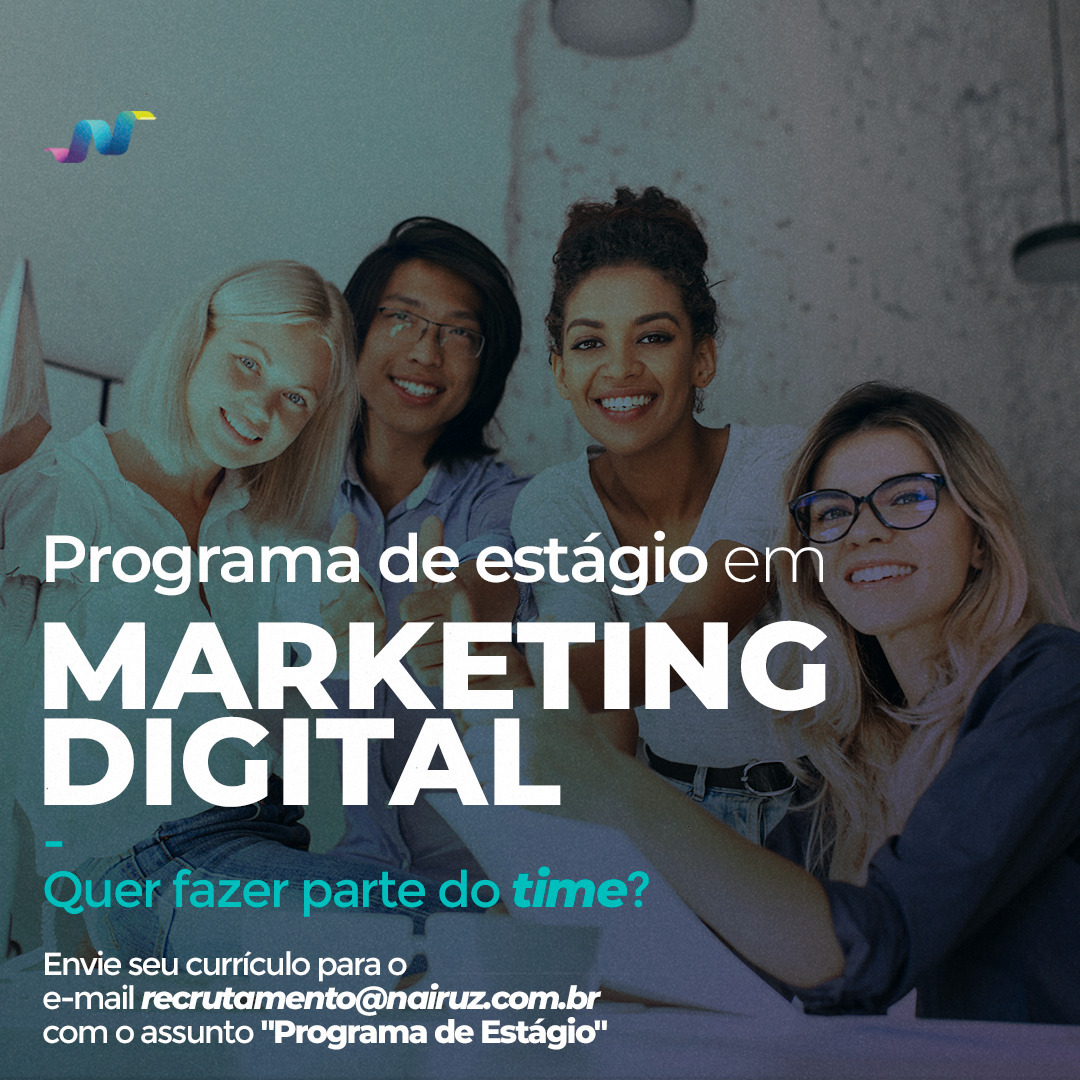 Programa de estágio em
MARKETING
DIGITAL
-
Quer fazer parte do time?
Envie seu currículo para o
e-mail recrutamento@nairuz.com.br
com o assunto "Programa de Estágio"